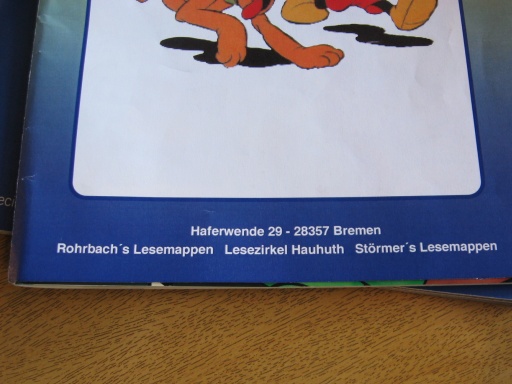 Haferwende 29 - 28357 Bremen
Rohrbach´s Lesemappen Lesezirkel Hauhuth Störmer´s Lesemappen